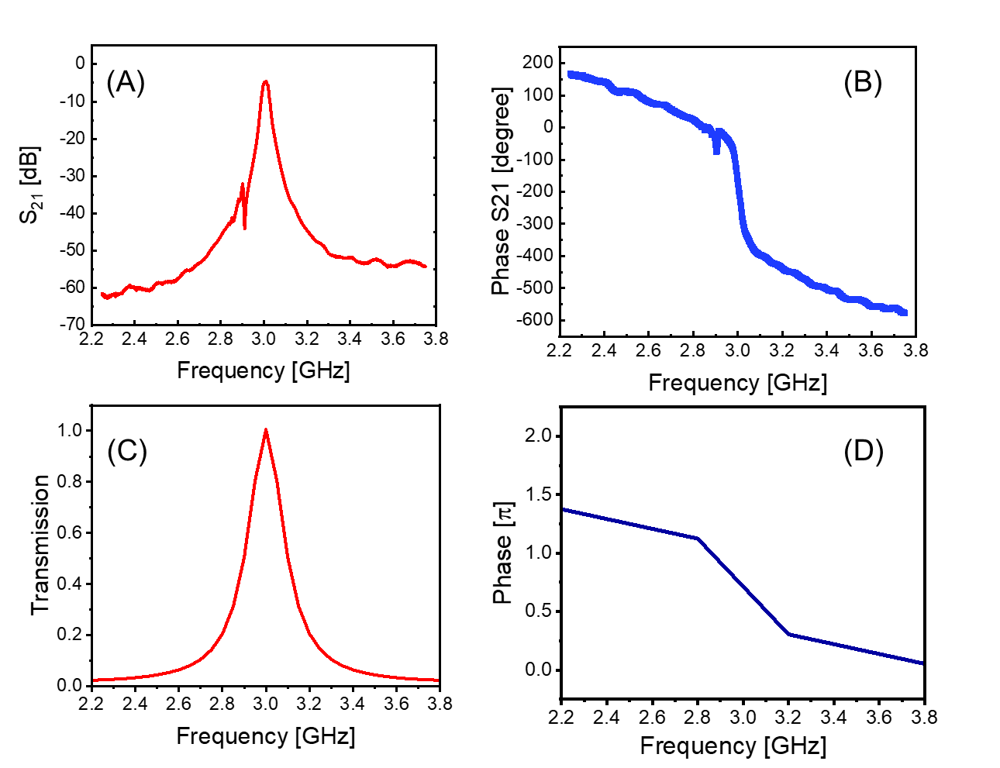 (A)
S21 [dB]
0
-10
-20
-30
-40
-50
-60
-70
2.2 2.4 2.6 2.8 3.0 3.2 3.4 3.6 3.8
Frequency [GHz]
(B)
Phase S21 [degree]
200
100
0
-100
-200
-300
-400
-500
-600
2.2 2.4 2.6 2.8 3.0 3.2 3.4 3.6 3.8
Frequency [GHz]
(C)
Transmission
1.0
0.8
0.6
0.4
0.2
0.0
2.2 2.4 2.6 2.8 3.0 3.2 3.4 3.6 3.8
Frequency [GHz]
(D)
Phase [π]
2.0
1.5
1.0
0.5
0.0
2.2 2.4 2.6 2.8 3.0 3.2 3.4 3.6 3.8
Frequency [GHz]